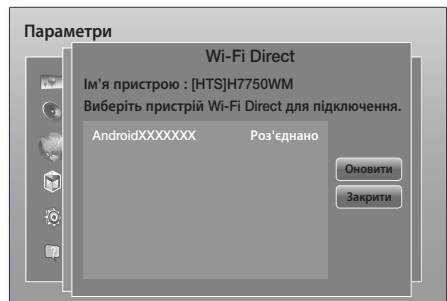 Параметри
Wi-Fi Direct
Ім'я пристрою : [HTS]H7750WM
Виберіть пристрій Wi-Fi Direct для підключення.
AndroidXXXXXXX Роз'єднано
Оновити
Закрити